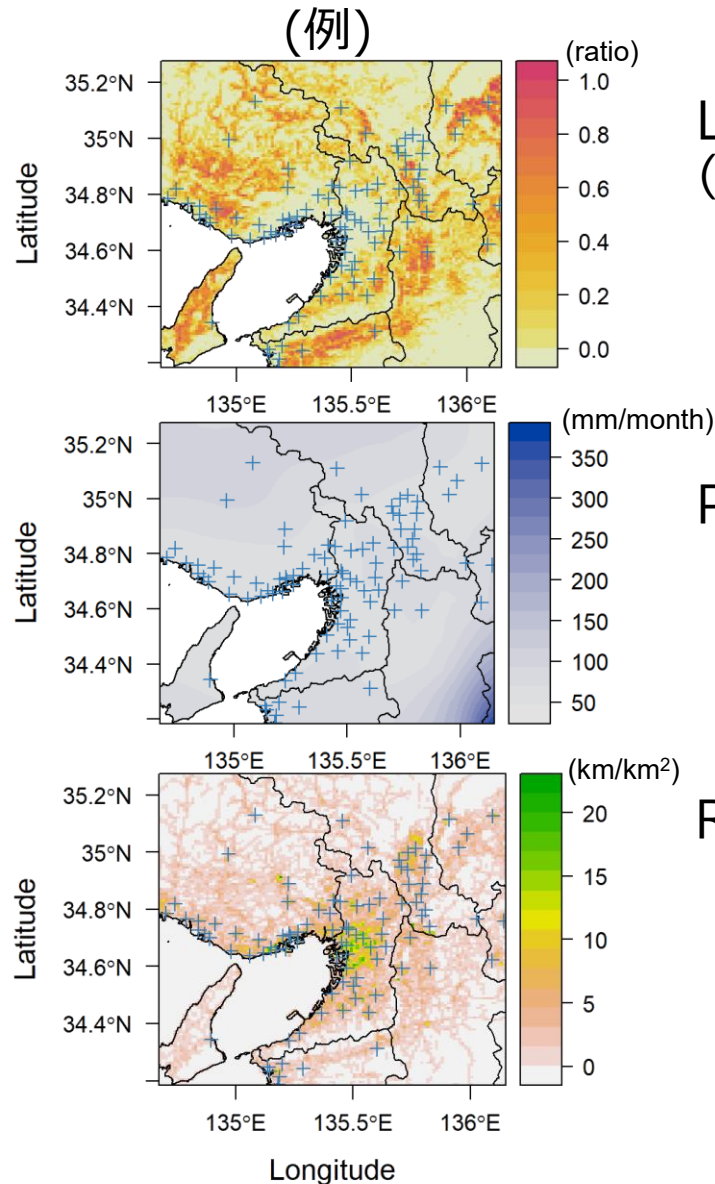 (例)
(ratio)
35.2°N
35°N
34.8°N
34.6°N
34.4°N
Latitude
1.0
0.8
0.6
0.4
0.2
0.0
L
(
135°E 135.5°E 136°E
(mm/month)
35.2°N
35°N
34.8°N
34.6°N
34.4°N
Latitude
350
300
250
200
150
100
50
P
135°E 135.5°E 136°E
(km/km²)
35.2°N
35°N
34.8°N
34.6°N
34.4°N
Latitude
20
15
10
5
0
R
135°E 135.5°E 136°E
Longitude